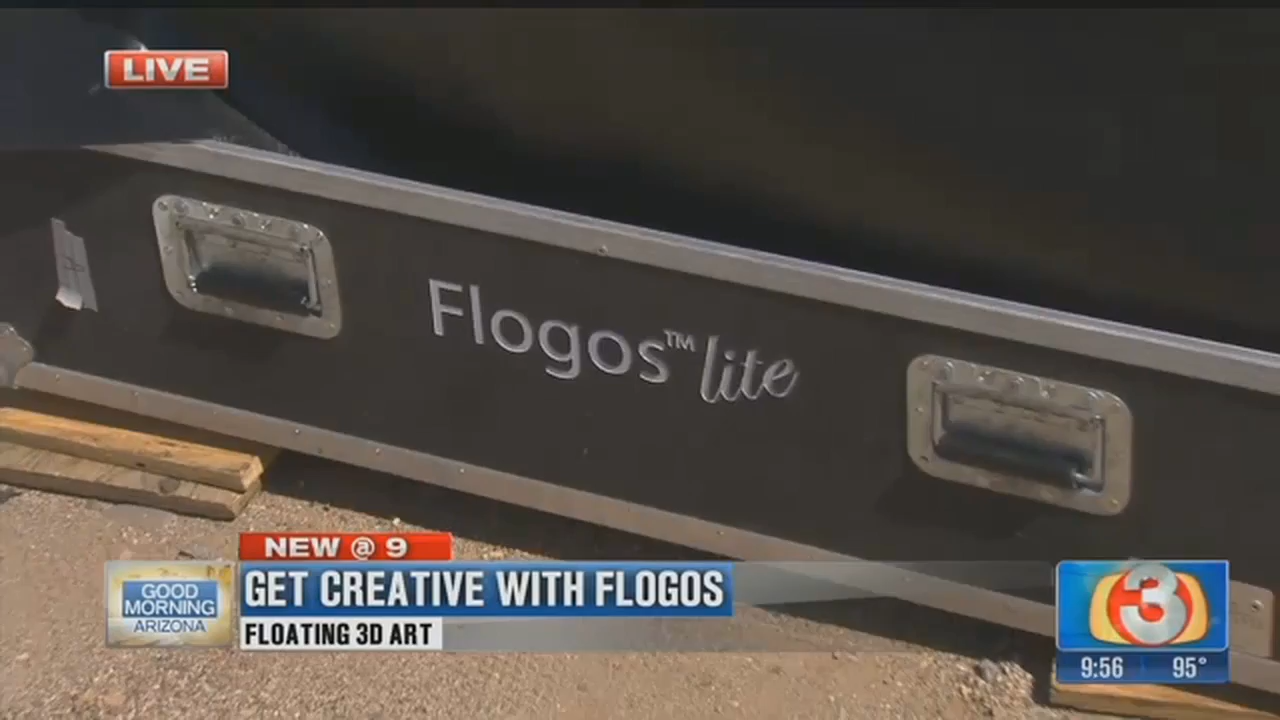 LIVE
Flogos™ lite
NEW @ 9
GOOD
MORNING
ARIZONA
GET CREATIVE WITH FLOGOS
FLOATING 3D ART
3
9:56 95°